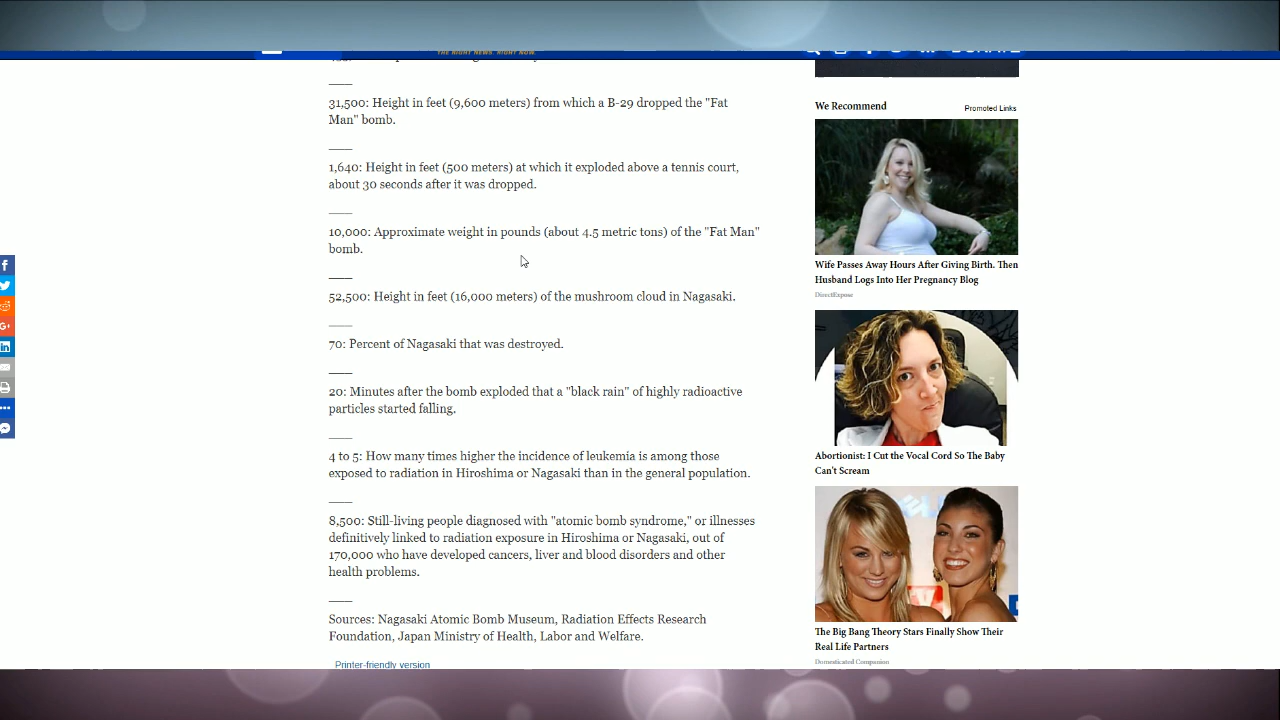 THE RIGHT NEWS. RIGHT NOW.
31,500: Height in feet (9,600 meters) from which a B-29 dropped the "Fat
Man" bomb.
1,640: Height in feet (500 meters) at which it exploded above a tennis court,
about 30 seconds after it was dropped.
10,000: Approximate weight in pounds (about 4.5 metric tons) of the "Fat Man"
bomb.
52,500: Height in feet (16,000 meters) of the mushroom cloud in Nagasaki.
70: Percent of Nagasaki that was destroyed.
20: Minutes after the bomb exploded that a "black rain" of highly radioactive
particles started falling.
4 to 5: How many times higher the incidence of leukemia is among those
exposed to radiation in Hiroshima or Nagasaki than in the general population.
8,500: Still-living people diagnosed with "atomic bomb syndrome," or illnesses
definitively linked to radiation exposure in Hiroshima or Nagasaki, out of
170,000 who have developed cancers, liver and blood disorders and other
health problems.
Sources: Nagasaki Atomic Bomb Museum, Radiation Effects Research
Foundation, Japan Ministry of Health, Labor and Welfare.
Printer-friendly version
We Recommend
Promoted Links
Wife Passes Away Hours After Giving Birth. Then
Husband Logs Into Her Pregnancy Blog
DirectExpose
Abortionist: I Cut the Vocal Cord So The Baby
Can't Scream
The Big Bang Theory Stars Finally Show Their
Real Life Partners
Domesticated Companion